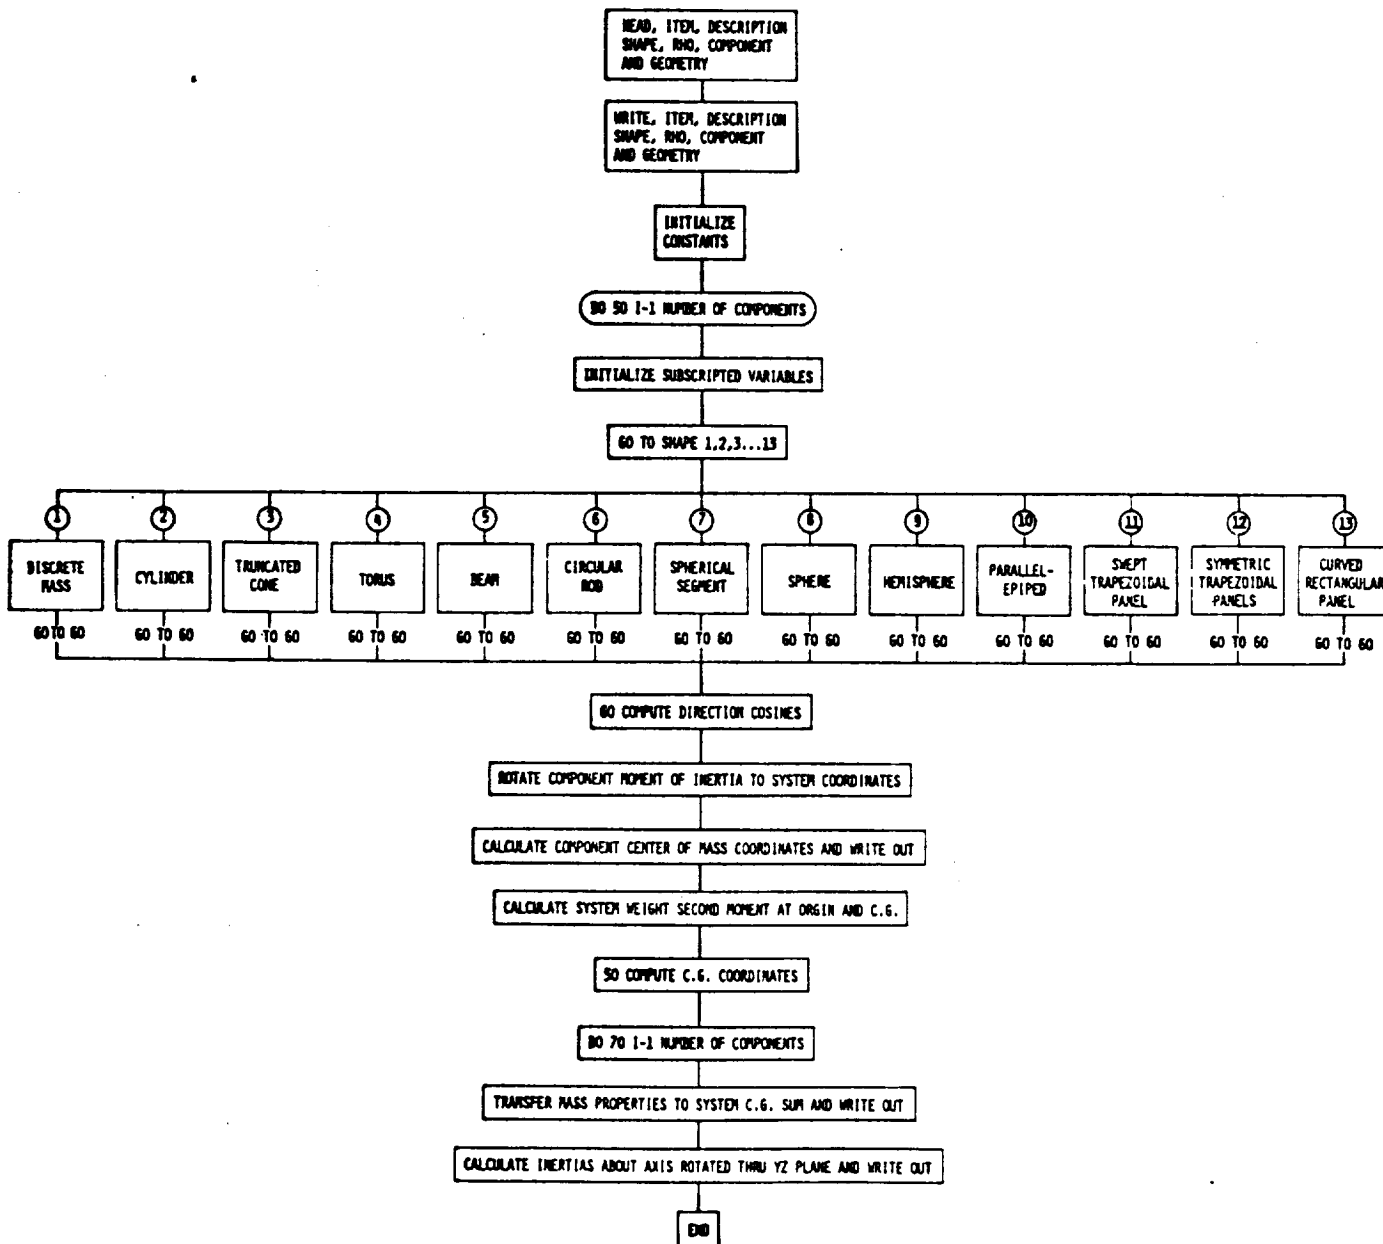 READ, ITEM, DESCRIPTION
SHAPE, RHO, COMPONENT
AND GEOMETRY
WRITE, ITEM, DESCRIPTION
SHAPE, RHO, COMPONENT
AND GEOMETRY
INITIALIZE
CONSTANTS
DO 50 I-1 NUMBER OF COMPONENTS
INITIALIZE SUBSCRIPTED VARIABLES
GO TO SHAPE 1,2,3...13
1 2 3 4 5 6 7 8 9 10 11 12 13
DISCRETE
MASS
CYLINDER
TRUNCATED
CONE
TORUS
BEAM
CIRCULAR
ROD
SPHERICAL
SEGMENT
SPHERE
HEMISPHERE
PARALLEL-
EPIPED
SWEPT
TRAPEZOIDAL
PANEL
SYMMETRIC
TRAPEZOIDAL
PANELS
CURVED
RECTANGULAR
PANEL
GO TO 60 GO TO 60 GO TO 60 GO TO 60 GO TO 60 GO TO 60 GO TO 60 GO TO 60 GO TO 60 GO TO 60 GO TO 60 GO TO 60 GO TO 60
60 COMPUTE DIRECTION COSINES
ROTATE COMPONENT MOMENT OF INERTIA TO SYSTEM COORDINATES
CALCULATE COMPONENT CENTER OF MASS COORDINATES AND WRITE OUT
CALCULATE SYSTEM WEIGHT SECOND MOMENT AT ORGIN AND C.G.
50 COMPUTE C.G. COORDINATES
DO 70 I-1 NUMBER OF COMPONENTS
TRANSFER MASS PROPERTIES TO SYSTEM C.G. SUM AND WRITE OUT
CALCULATE INERTIAS ABOUT AXIS ROTATED THRU YZ PLANE AND WRITE OUT
END